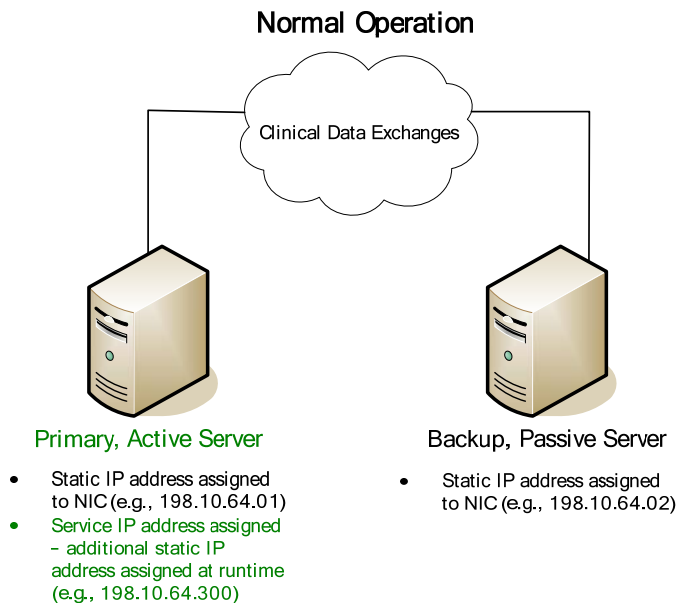 Normal Operation
Clinical Data Exchanges
Primary, Active Server
• Static IP address assigned
to NIC (e.g., 198.10.64.01)
• Service IP address assigned
– additional static IP
address assigned at runtime
(e.g., 198.10.64.300)
Backup, Passive Server
• Static IP address assigned
to NIC (e.g., 198.10.64.02)